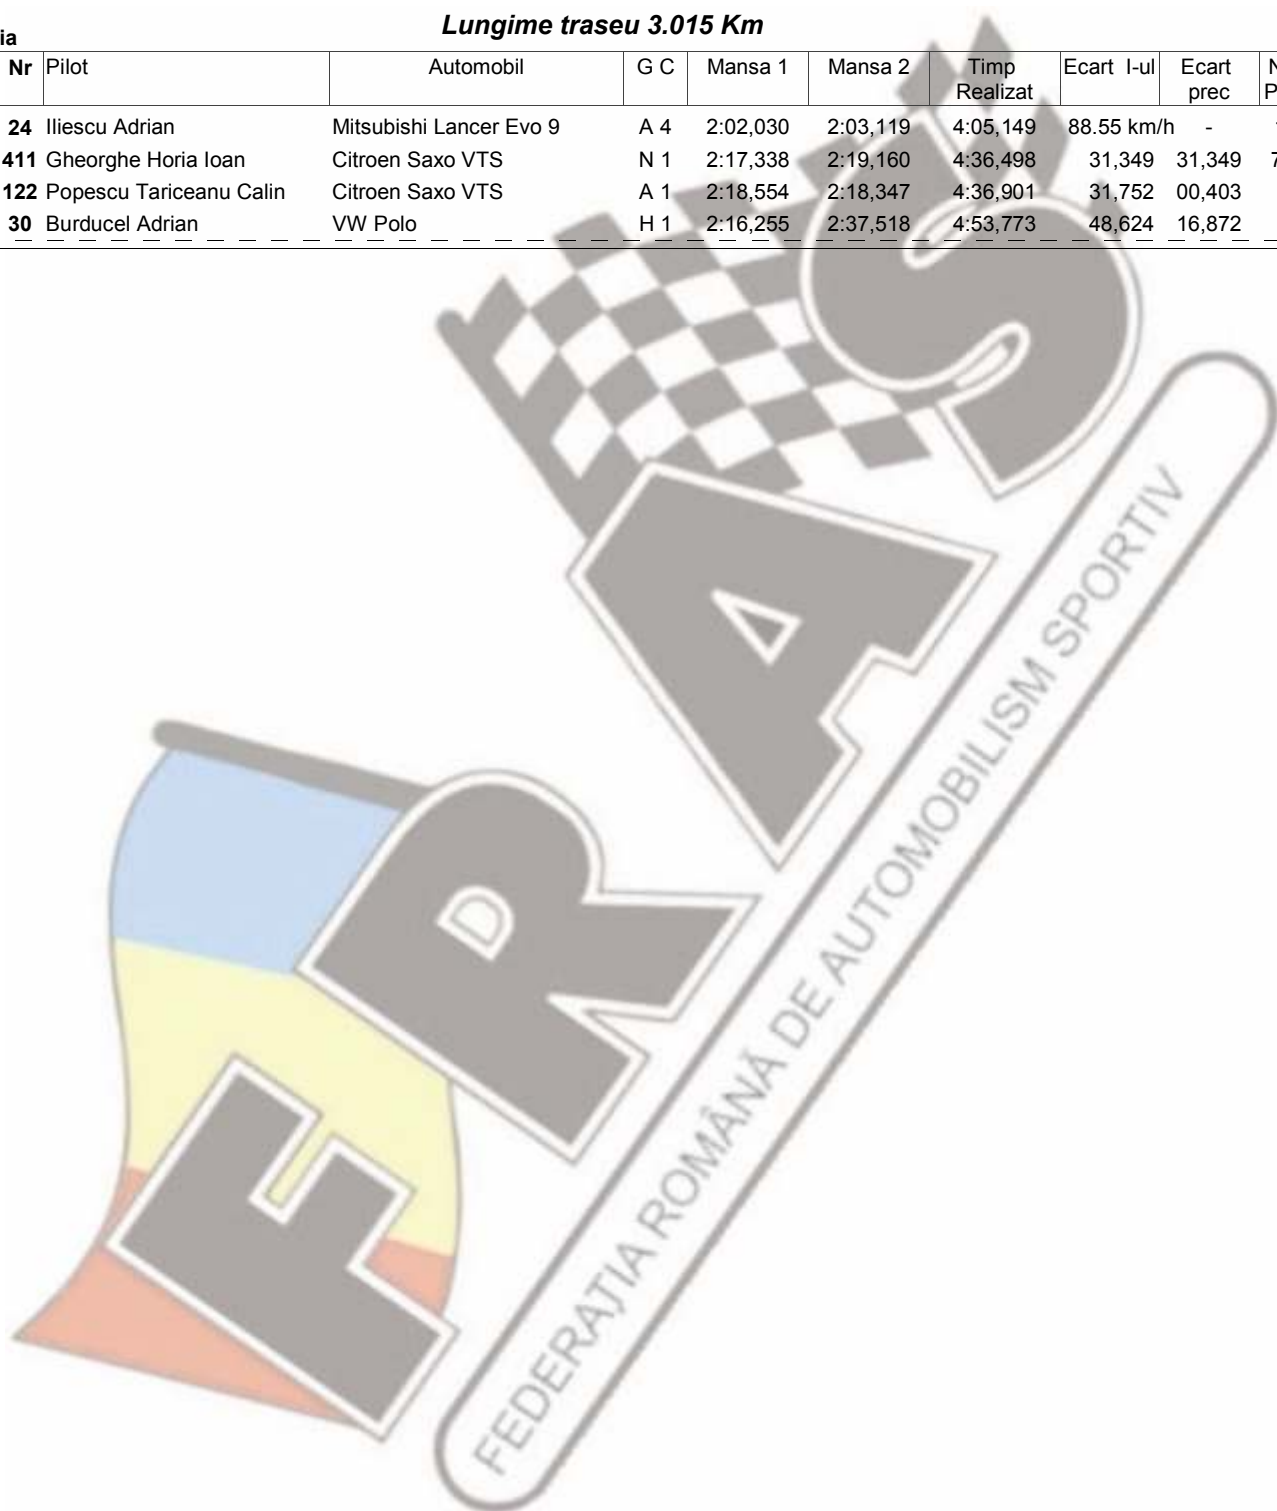 Lungime traseu 3.015 Km
ia
Nr Pilot Automobil G C Mansa 1 Mansa 2 Timp Realizat Ecart I-ul Ecart prec
24 Iliescu Adrian Mitsubishi Lancer Evo 9 A 4 2:02,030 2:03,119 4:05,149 88.55 km/h -
411 Gheorghe Horia Ioan Citroen Saxo VTS N 1 2:17,338 2:19,160 4:36,498 31,349 31,349
122 Popescu Tariceanu Calin Citroen Saxo VTS A 1 2:18,554 2:18,347 4:36,901 31,752 00,403
30 Burducel Adrian VW Polo H 1 2:16,255 2:37,518 4:53,773 48,624 16,872
FRAS
FEDERAŢIA ROMÂNĂ DE AUTOMOBILISM SPORTIV